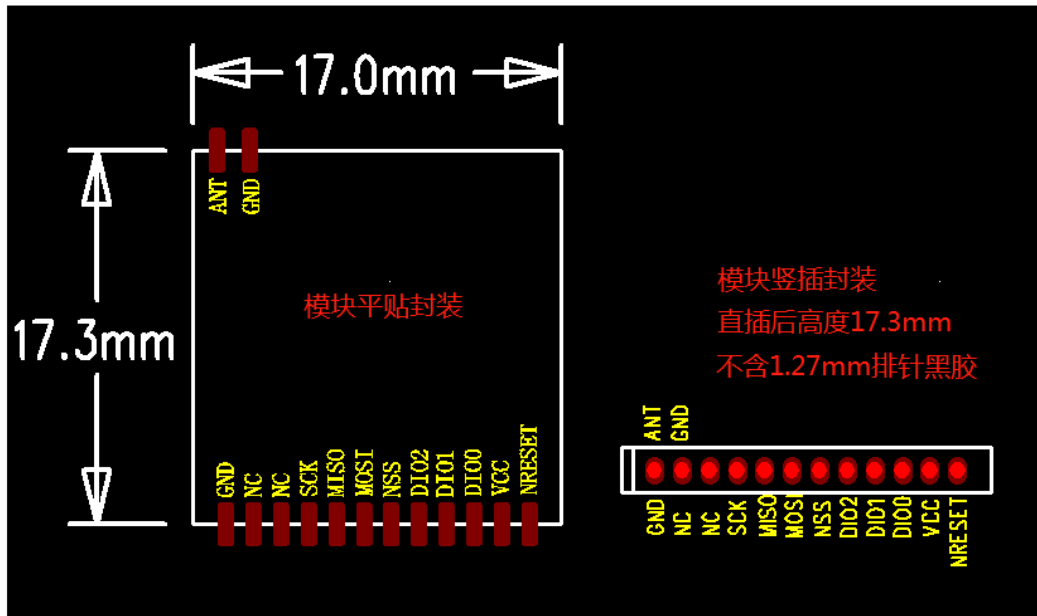 17.0mm
ANT
GND
17.3mm
模块平贴封装
GND
NC
NC
SCK
MISO
MOSI
NSS
DIO2
DIO1
DIO0
VCC
NRESET
模块竖插封装
直插后高度17.3mm
不含1.27mm排针黑胶
ANT
GND
GND
NC
NC
SCK
MISO
MOSI
NSS
DIO2
DIO1
DIO0
VCC
NRESET